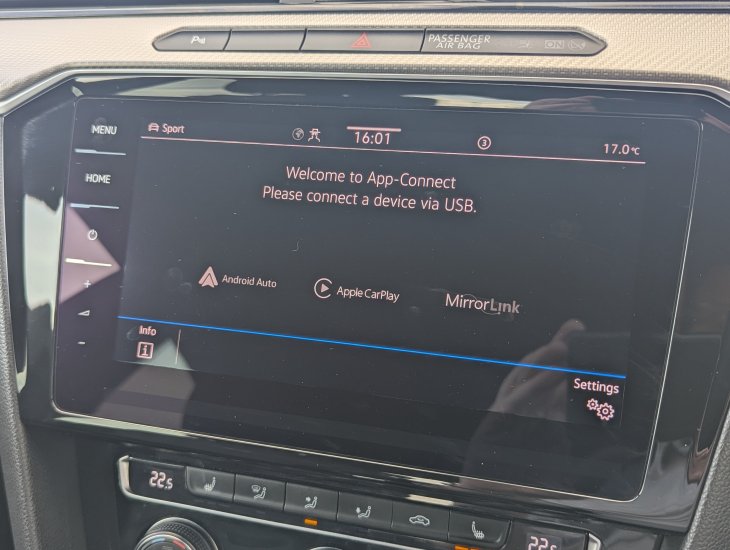 PASSENGER
AIR BAG
ON
MENU
Sport
16:01
3
17.0°C
HOME
Welcome to App-Connect
Please connect a device via USB.
Android Auto
Apple CarPlay
MirrorLink
Info
Settings
22.5
22.5